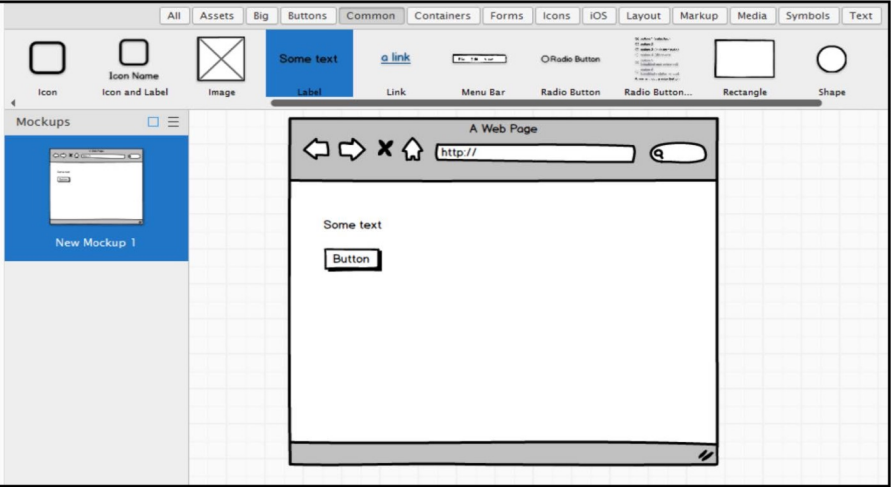 All Assets Big Buttons Common Containers Forms Icons iOS Layout Markup Media Symbols Text
Icon Name
Some text
a link
Radio Button
Icon Icon and Label Image Label Link Menu Bar Radio Button Radio Button... Rectangle Shape
Mockups
New Mockup 1
A Web Page
http://
Some text
Button